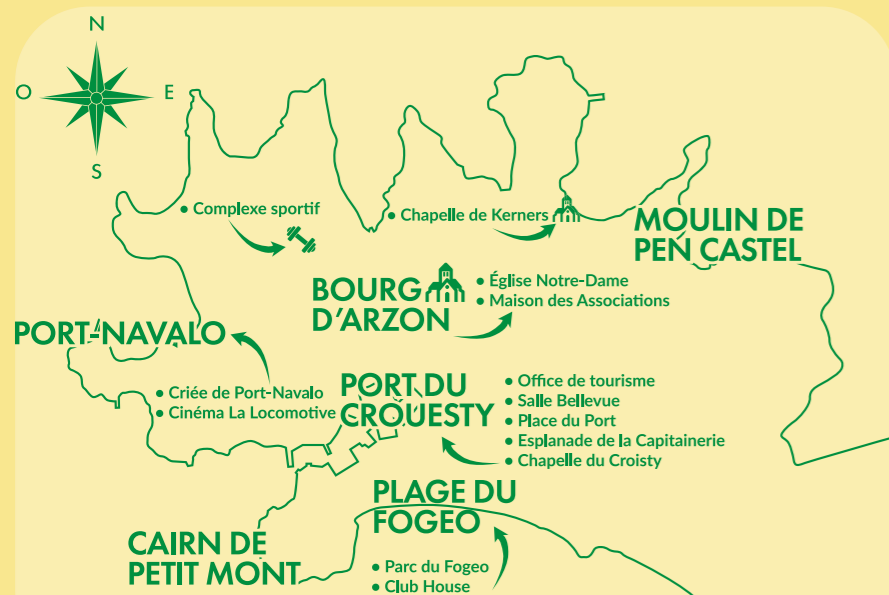 N
O
E
S
• Complexe sportif
• Chapelle de Kerners
MOULIN DE
PEN CASTEL
BOURG
D'ARZON
• Église Notre-Dame
• Maison des Associations
PORT-NAVALO
• Criée de Port-Navalo
• Cinéma La Locomotive
PORT DU
CROUESTY
• Office de tourisme
• Salle Bellevue
• Place du Port
• Esplanade de la Capitainerie
• Chapelle du Croisty
PLAGE DU
FOGEO
CAIRN DE
PETIT MONT
• Parc du Fogeo
• Club House